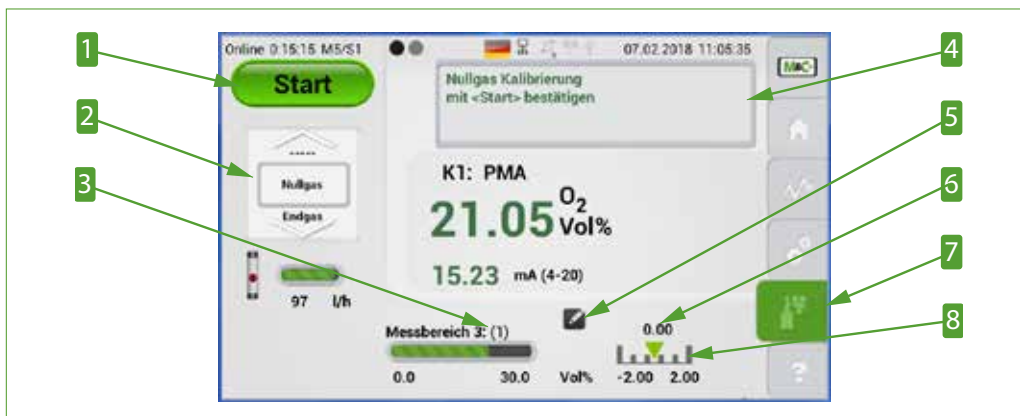 1
2
3
4
5
6
7
8
Online 0:15:15 M5/S1
07.02.2018 11:05:35
Start
Nullgas Kalibrierung
mit <Start> bestätigen
-----
Nullgas
Endgas
97 l/h
K1: PMA
21.05 O2 Vol%
15.23 mA (4-20)
Messbereich 3: (1)
0.0 30.0 Vol%
0.00
-2.00 2.00
M&C
?